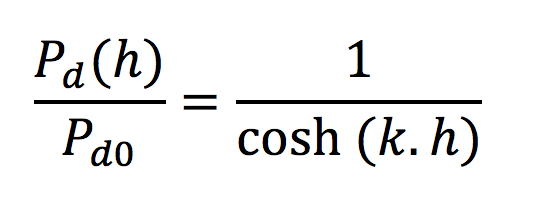 P_d(h) / P_d0 = 1 / cosh (k. h)